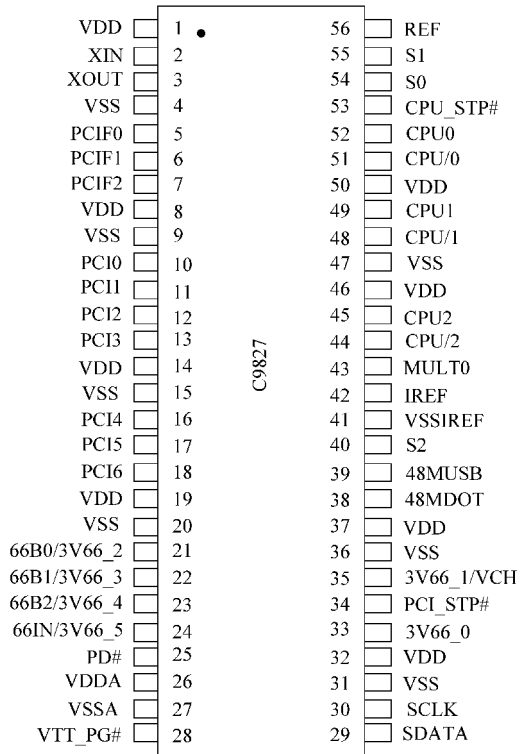 VDD 1 56 REF
XIN 2 55 S1
XOUT 3 54 S0
VSS 4 53 CPU_STP#
PCIF0 5 52 CPU0
PCIF1 6 51 CPU/0
PCIF2 7 50 VDD
VDD 8 49 CPU1
VSS 9 48 CPU/1
PCI0 10 47 VSS
PCI1 11 46 VDD
PCI2 12 45 CPU2
PCI3 13 44 CPU/2
VDD 14 43 MULT0
VSS 15 42 IREF
PCI4 16 41 VSSIREF
PCI5 17 40 S2
PCI6 18 39 48MUSB
VDD 19 38 48MDOT
VSS 20 37 VDD
66B0/3V66_2 21 36 VSS
66B1/3V66_3 22 35 3V66_1/VCH
66B2/3V66_4 23 34 PCI_STP#
66IN/3V66_5 24 33 3V66_0
PD# 25 32 VDD
VDDA 26 31 VSS
VSSA 27 30 SCLK
VTT_PG# 28 29 SDATA
C9827